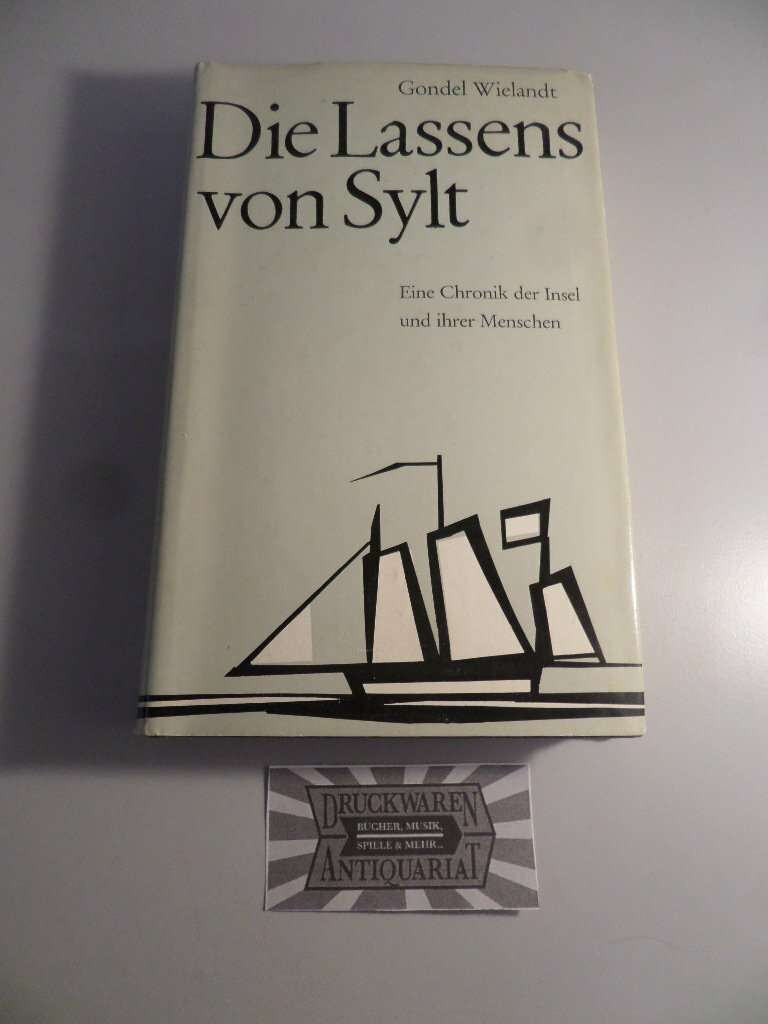 Gondel Wielandt
Die Lassens
von Sylt
Eine Chronik der Insel
und ihrer Menschen
DRUCKWAREN
BÜCHER, MUSIK,
SPIELE & MEHR...
ANTIQUARIAT